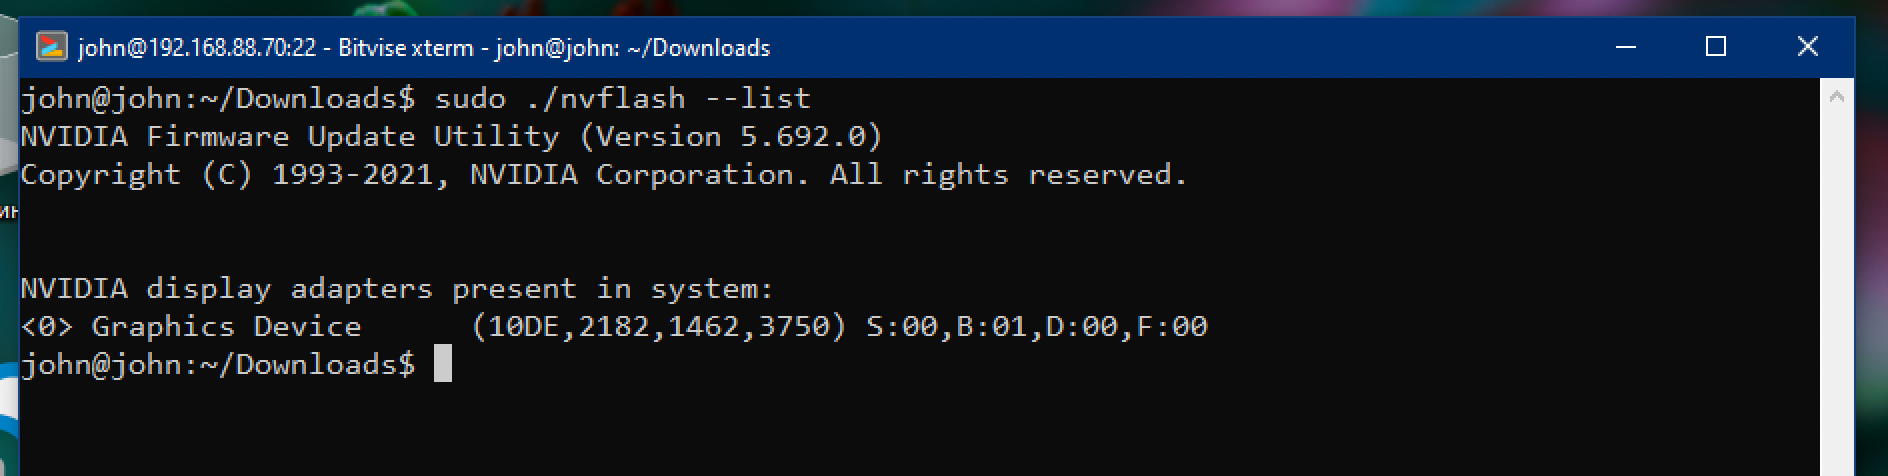 john@192.168.88.70:22 - Bitvise xterm - john@john: ~/Downloads
john@john:~/Downloads$ sudo ./nvflash --list
NVIDIA Firmware Update Utility (Version 5.692.0)
Copyright (C) 1993-2021, NVIDIA Corporation. All rights reserved.
NVIDIA display adapters present in system:
<0> Graphics Device      (10DE,2182,1462,3750) S:00,B:01,D:00,F:00
john@john:~/Downloads$